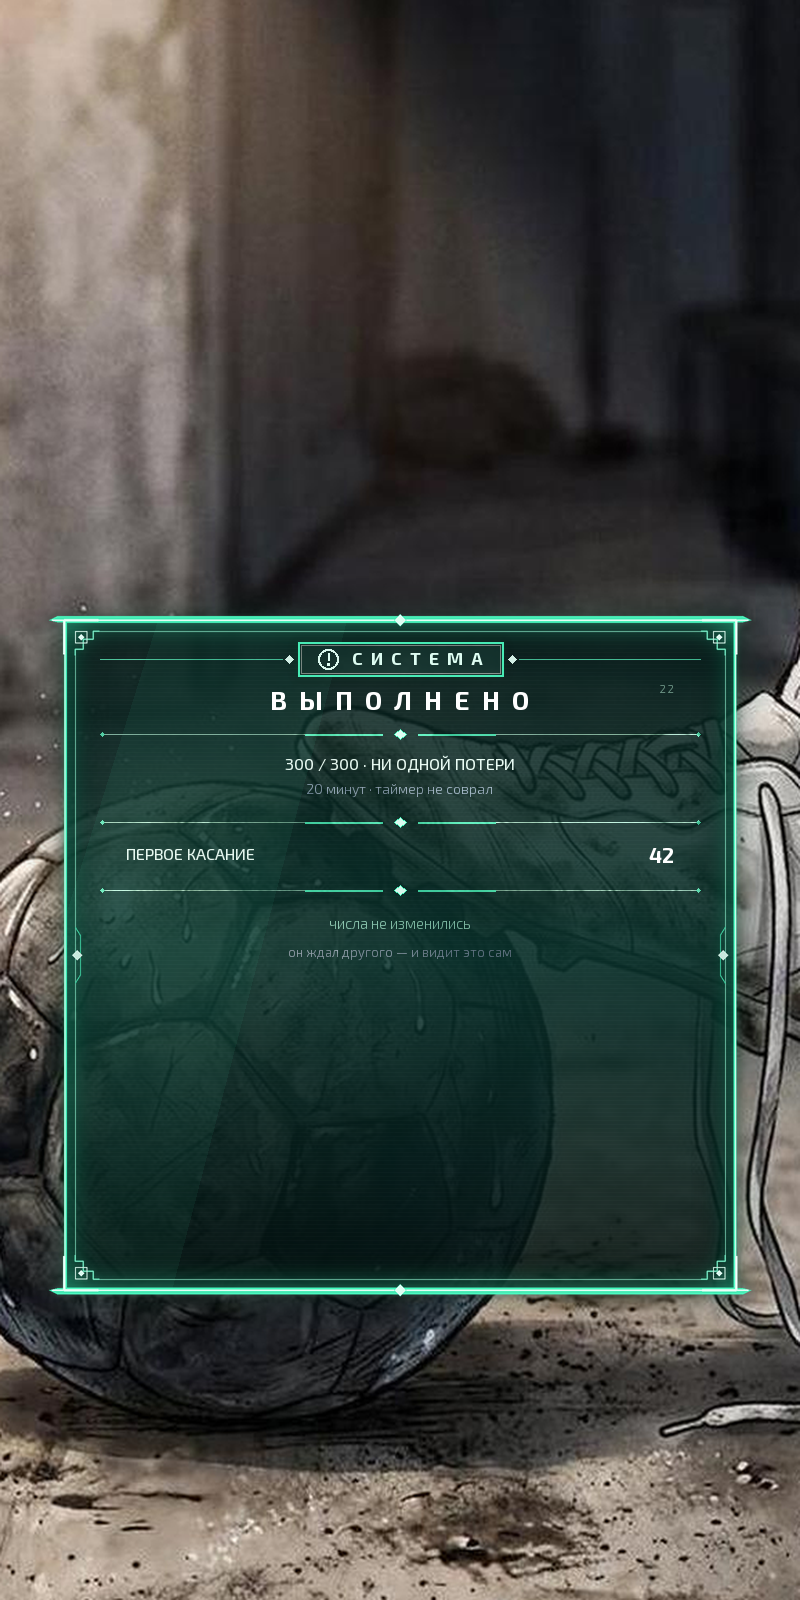 СИСТЕМА
ВЫПОЛНЕНО
22
300 / 300 · НИ ОДНОЙ ПОТЕРИ
20 минут · таймер не соврал
ПЕРВОЕ КАСАНИЕ 42
числа не изменились
он ждал другого — и видит это сам